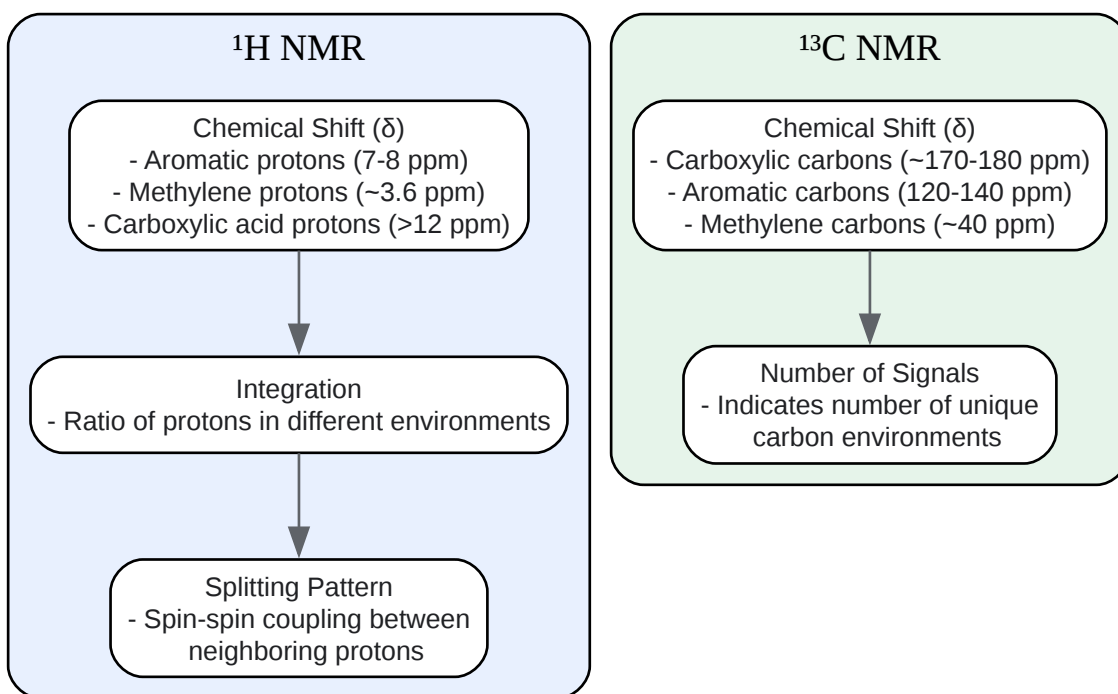 ¹H NMR
Chemical Shift (δ)
- Aromatic protons (7-8 ppm)
- Methylene protons (~3.6 ppm)
- Carboxylic acid protons (>12 ppm)
Integration
- Ratio of protons in different environments
Splitting Pattern
- Spin-spin coupling between
neighboring protons
¹³C NMR
Chemical Shift (δ)
- Carboxylic carbons (~170-180 ppm)
- Aromatic carbons (120-140 ppm)
- Methylene carbons (~40 ppm)
Number of Signals
- Indicates number of unique
carbon environments